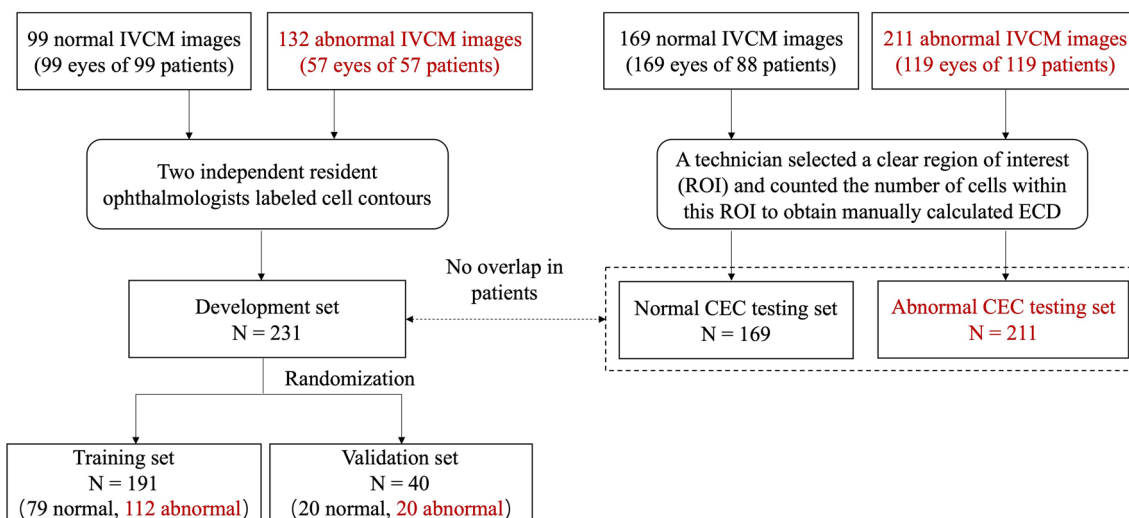 99 normal IVCM images
(99 eyes of 99 patients)
132 abnormal IVCM images
(57 eyes of 57 patients)
169 normal IVCM images
(169 eyes of 88 patients)
211 abnormal IVCM images
(119 eyes of 119 patients)
Two independent resident
ophthalmologists labeled cell contours
A technician selected a clear region of interest
(ROI) and counted the number of cells within
this ROI to obtain manually calculated ECD
No overlap in
patients
Development set
N = 231
Normal CEC testing set
N = 169
Abnormal CEC testing set
N = 211
Randomization
Training set
N = 191
(79 normal, 112 abnormal)
Validation set
N = 40
(20 normal, 20 abnormal)